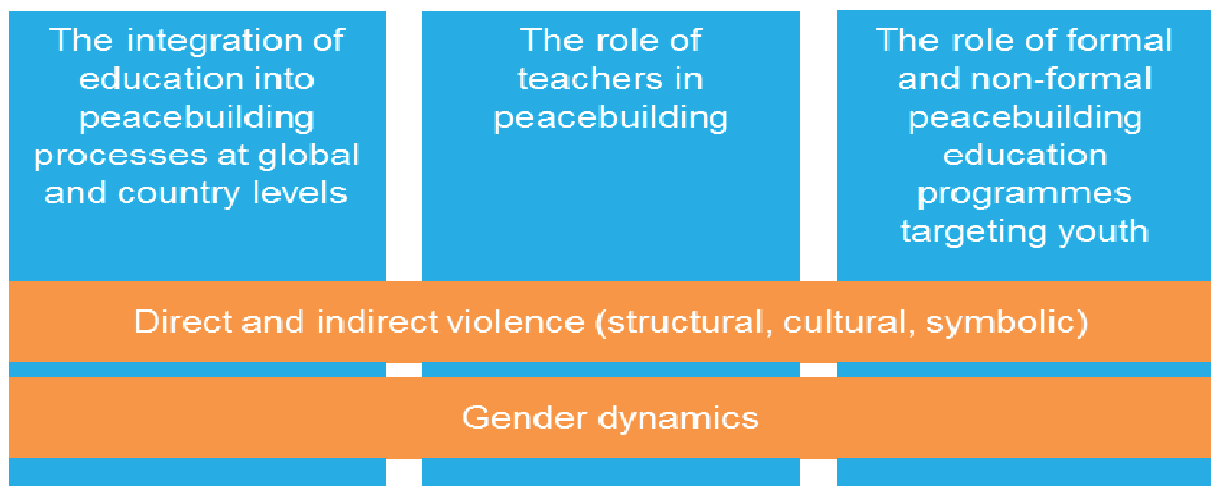 The integration of
education into
peacebuilding
processes at global
and country levels
The role of
teachers in
peacebuilding
The role of formal
and non-formal
peacebuilding
education
programmes
targeting youth
Direct and indirect violence (structural, cultural, symbolic)
Gender dynamics